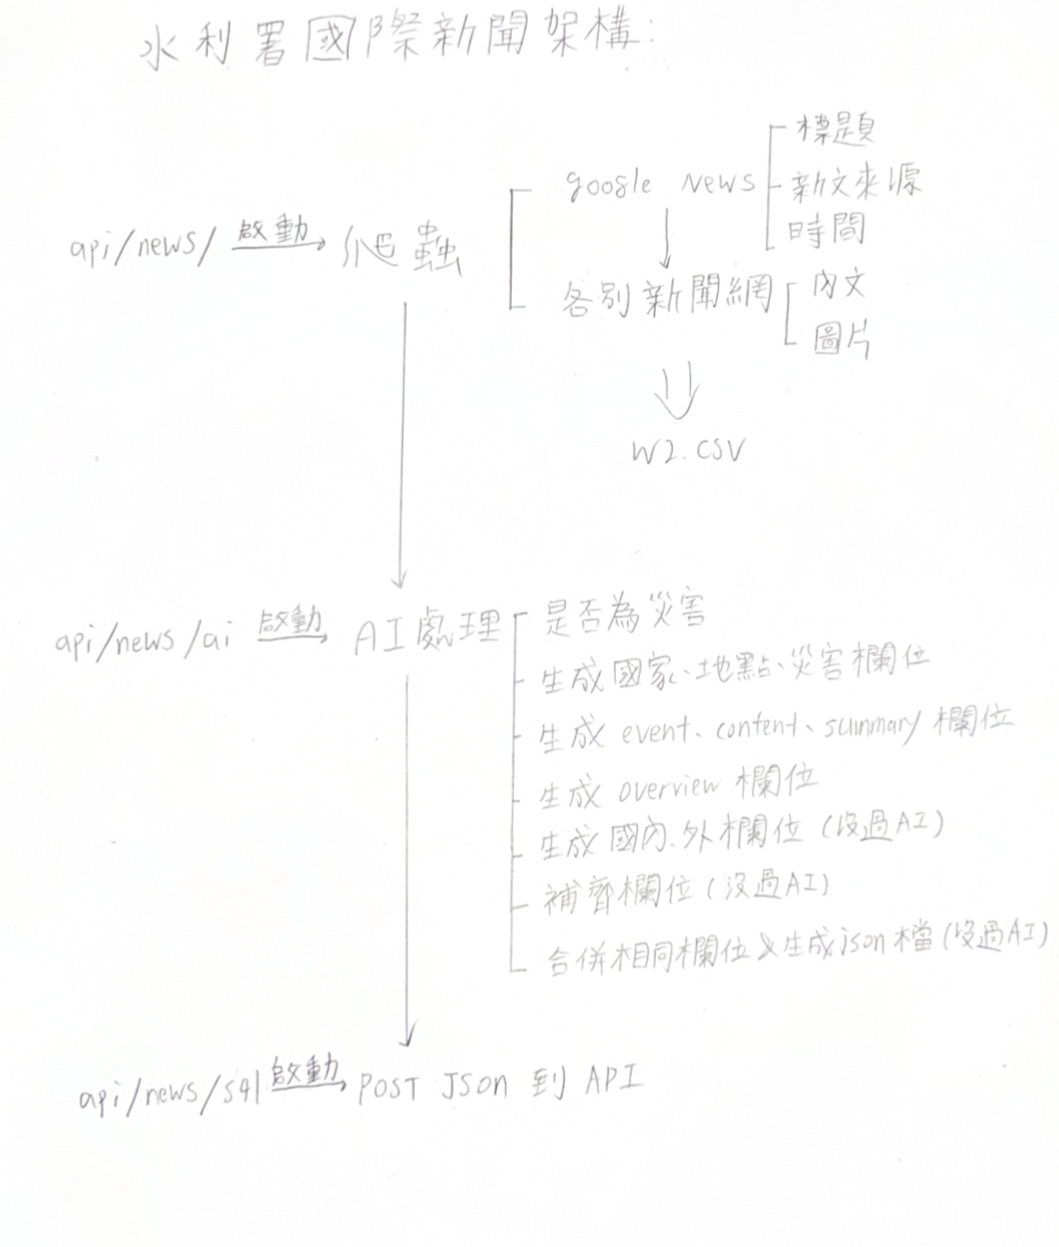 水利署國際新聞架構:
標題
google News
新文來源
api/news/ 啟動 爬蟲
時間
各別新聞網
內文
圖片
W2.CSV
api/news/ai 啟動 AI處理
是否為災害
生成國家、地點、災害欄位
生成 event、content、summary 欄位
生成 overview 欄位
生成國內、外欄位(沒過AI)
補齊欄位(沒過AI)
合併相同欄位&生成json檔(沒過AI)
api/news/sql 啟動 POST JSon 到 API